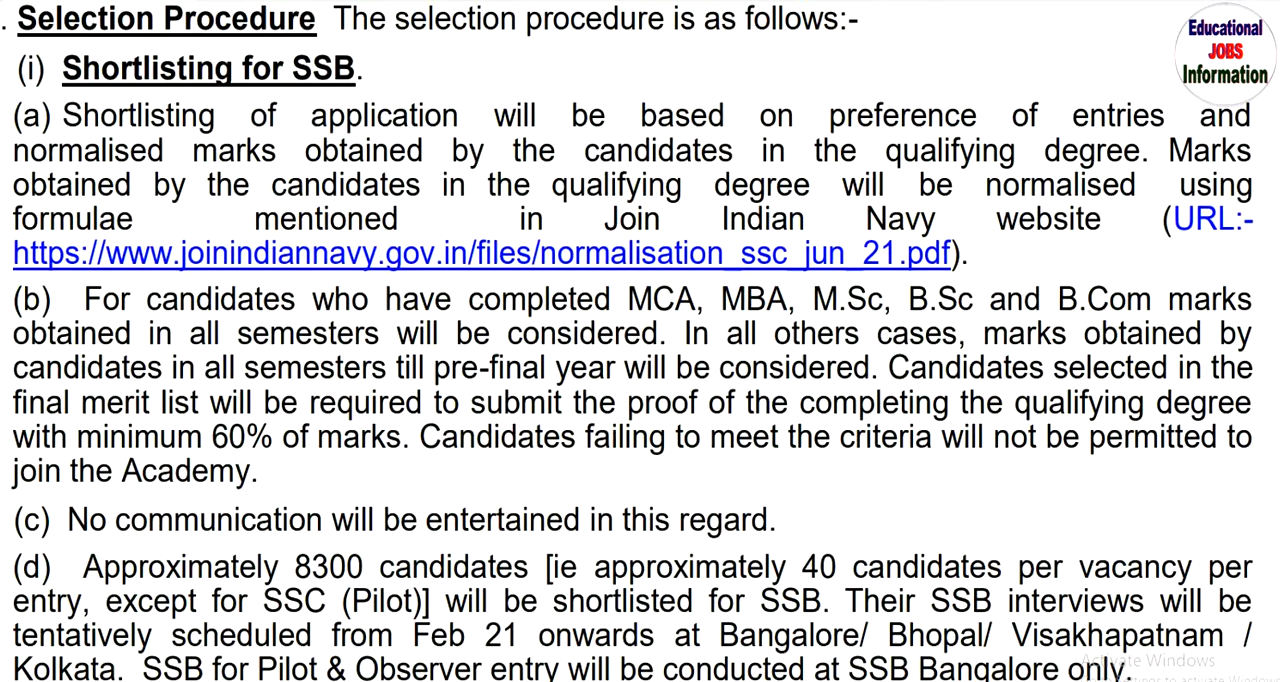 . Selection Procedure The selection procedure is as follows:-
Educational
JOBS
Information
(i) Shortlisting for SSB.
(a) Shortlisting of application will be based on preference of entries and
normalised marks obtained by the candidates in the qualifying degree. Marks
obtained by the candidates in the qualifying degree will be normalised using
formulae mentioned in Join Indian Navy website (URL:-
https://www.joinindiannavy.gov.in/files/normalisation_ssc_jun_21.pdf).
(b) For candidates who have completed MCA, MBA, M.Sc, B.Sc and B.Com marks
obtained in all semesters will be considered. In all others cases, marks obtained by
candidates in all semesters till pre-final year will be considered. Candidates selected in the
final merit list will be required to submit the proof of the completing the qualifying degree
with minimum 60% of marks. Candidates failing to meet the criteria will not be permitted to
join the Academy.
(c) No communication will be entertained in this regard.
(d) Approximately 8300 candidates [ie approximately 40 candidates per vacancy per
entry, except for SSC (Pilot)] will be shortlisted for SSB. Their SSB interviews will be
tentatively scheduled from Feb 21 onwards at Bangalore/ Bhopal/ Visakhapatnam /
Kolkata. SSB for Pilot & Observer entry will be conducted at SSB Bangalore only.
Activate Windows